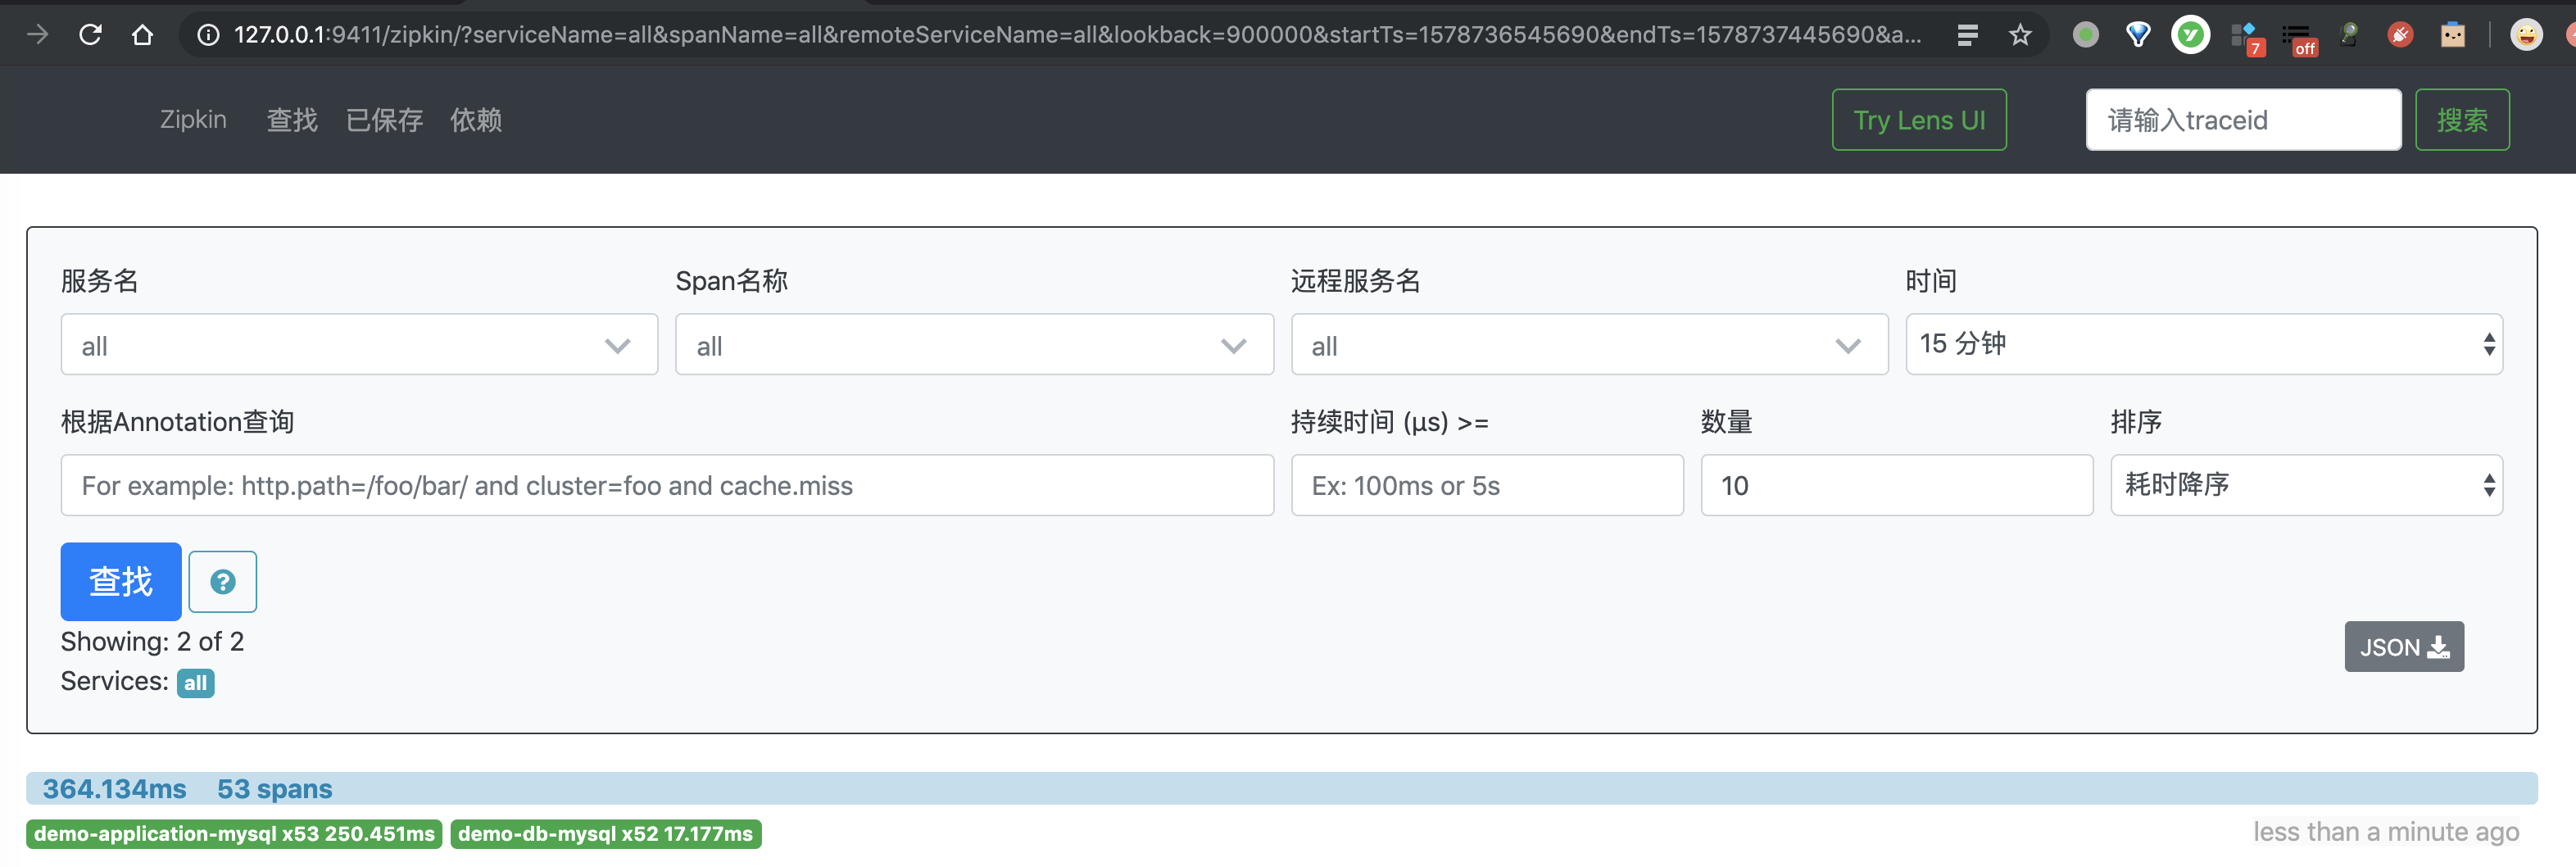 127.0.0.1:9411/zipkin/?serviceName=all&spanName=all&remoteServiceName=all&lookback=900000&startTs=1578736545690&endTs=1578737445690&a...
7
off
Zipkin 查找 已保存 依赖 Try Lens UI 请输入traceid 搜索
服务名 Span名称 远程服务名 时间
all all all 15 分钟
根据Annotation查询 持续时间 (μs) >= 数量 排序
For example: http.path=/foo/bar/ and cluster=foo and cache.miss Ex: 100ms or 5s 10 耗时降序
查找 ?
Showing: 2 of 2
JSON
Services: all
364.134ms 53 spans
demo-application-mysql x53 250.451ms demo-db-mysql x52 17.177ms less than a minute ago